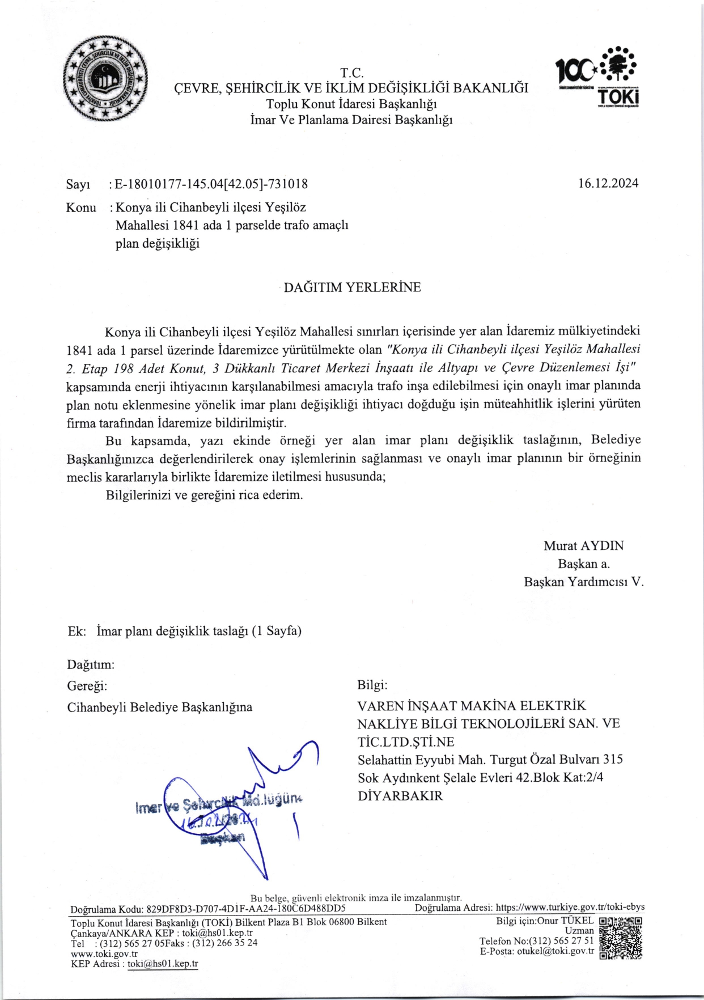 T.C.
ÇEVRE, ŞEHİRCİLİK VE İKLİM DEĞİŞİKLİĞİ BAKANLIĞI
Toplu Konut İdaresi Başkanlığı
İmar Ve Planlama Dairesi Başkanlığı
100
TOKİ
TOPLU KONUT İDARESİ BAŞKANLIĞI
Sayı : E-18010177-145.04[42.05]-731018 16.12.2024
Konu : Konya ili Cihanbeyli ilçesi Yeşilöz
Mahallesi 1841 ada 1 parselde trafo amaçlı
plan değişikliği
DAĞITIM YERLERİNE
Konya ili Cihanbeyli ilçesi Yeşilöz Mahallesi sınırları içerisinde yer alan İdaremiz mülkiyetindeki
1841 ada 1 parsel üzerinde İdaremizce yürütülmekte olan "Konya ili Cihanbeyli ilçesi Yeşilöz Mahallesi
2. Etap 198 Adet Konut, 3 Dükkanlı Ticaret Merkezi İnşaatı ile Altyapı ve Çevre Düzenlemesi İşi"
kapsamında enerji ihtiyacının karşılanabilmesi amacıyla trafo inşa edilebilmesi için onaylı imar planında
plan notu eklenmesine yönelik imar planı değişikliği ihtiyacı doğduğu işin müteahhitlik işlerini yürüten
firma tarafından İdaremize bildirilmiştir.
Bu kapsamda, yazı ekinde örneği yer alan imar planı değişiklik taslağının, Belediye
Başkanlığınızca değerlendirilerek onay işlemlerinin sağlanması ve onaylı imar planının bir örneğinin
meclis kararlarıyla birlikte İdaremize iletilmesi hususunda;
Bilgilerinizi ve gereğini rica ederim.
Murat AYDIN
Başkan a.
Başkan Yardımcısı V.
Ek: İmar planı değişiklik taslağı (1 Sayfa)
Dağıtım:
Gereği:
Cihanbeyli Belediye Başkanlığına
Bilgi:
VAREN İNŞAAT MAKİNA ELEKTRİK
NAKLİYE BİLGİ TEKNOLOJİLERİ SAN. VE
TİC.LTD.ŞTİ.NE
Selahattin Eyyubi Mah. Turgut Özal Bulvarı 315
Sok Aydınkent Şelale Evleri 42.Blok Kat:2/4
DİYARBAKIR
İmar ve Şehircilik Md.lüğüne
Başkan
Bu belge, güvenli elektronik imza ile imzalanmıştır.
Doğrulama Kodu: 829DF8D3-D707-4D1F-AA24-180C6D488DD5 Doğrulama Adresi: https://www.turkiye.gov.tr/toki-ebys
Toplu Konut İdaresi Başkanlığı (TOKİ) Bilkent Plaza B1 Blok 06800 Bilkent
Çankaya/ANKARA KEP : toki@hs01.kep.tr
Tel : (312) 565 27 05Faks : (312) 266 35 24
www.toki.gov.tr
KEP Adresi : toki@hs01.kep.tr
Bilgi için:Onur TÜKEL
Uzman
Telefon No:(312) 565 27 51
E-Posta: otukel@toki.gov.tr